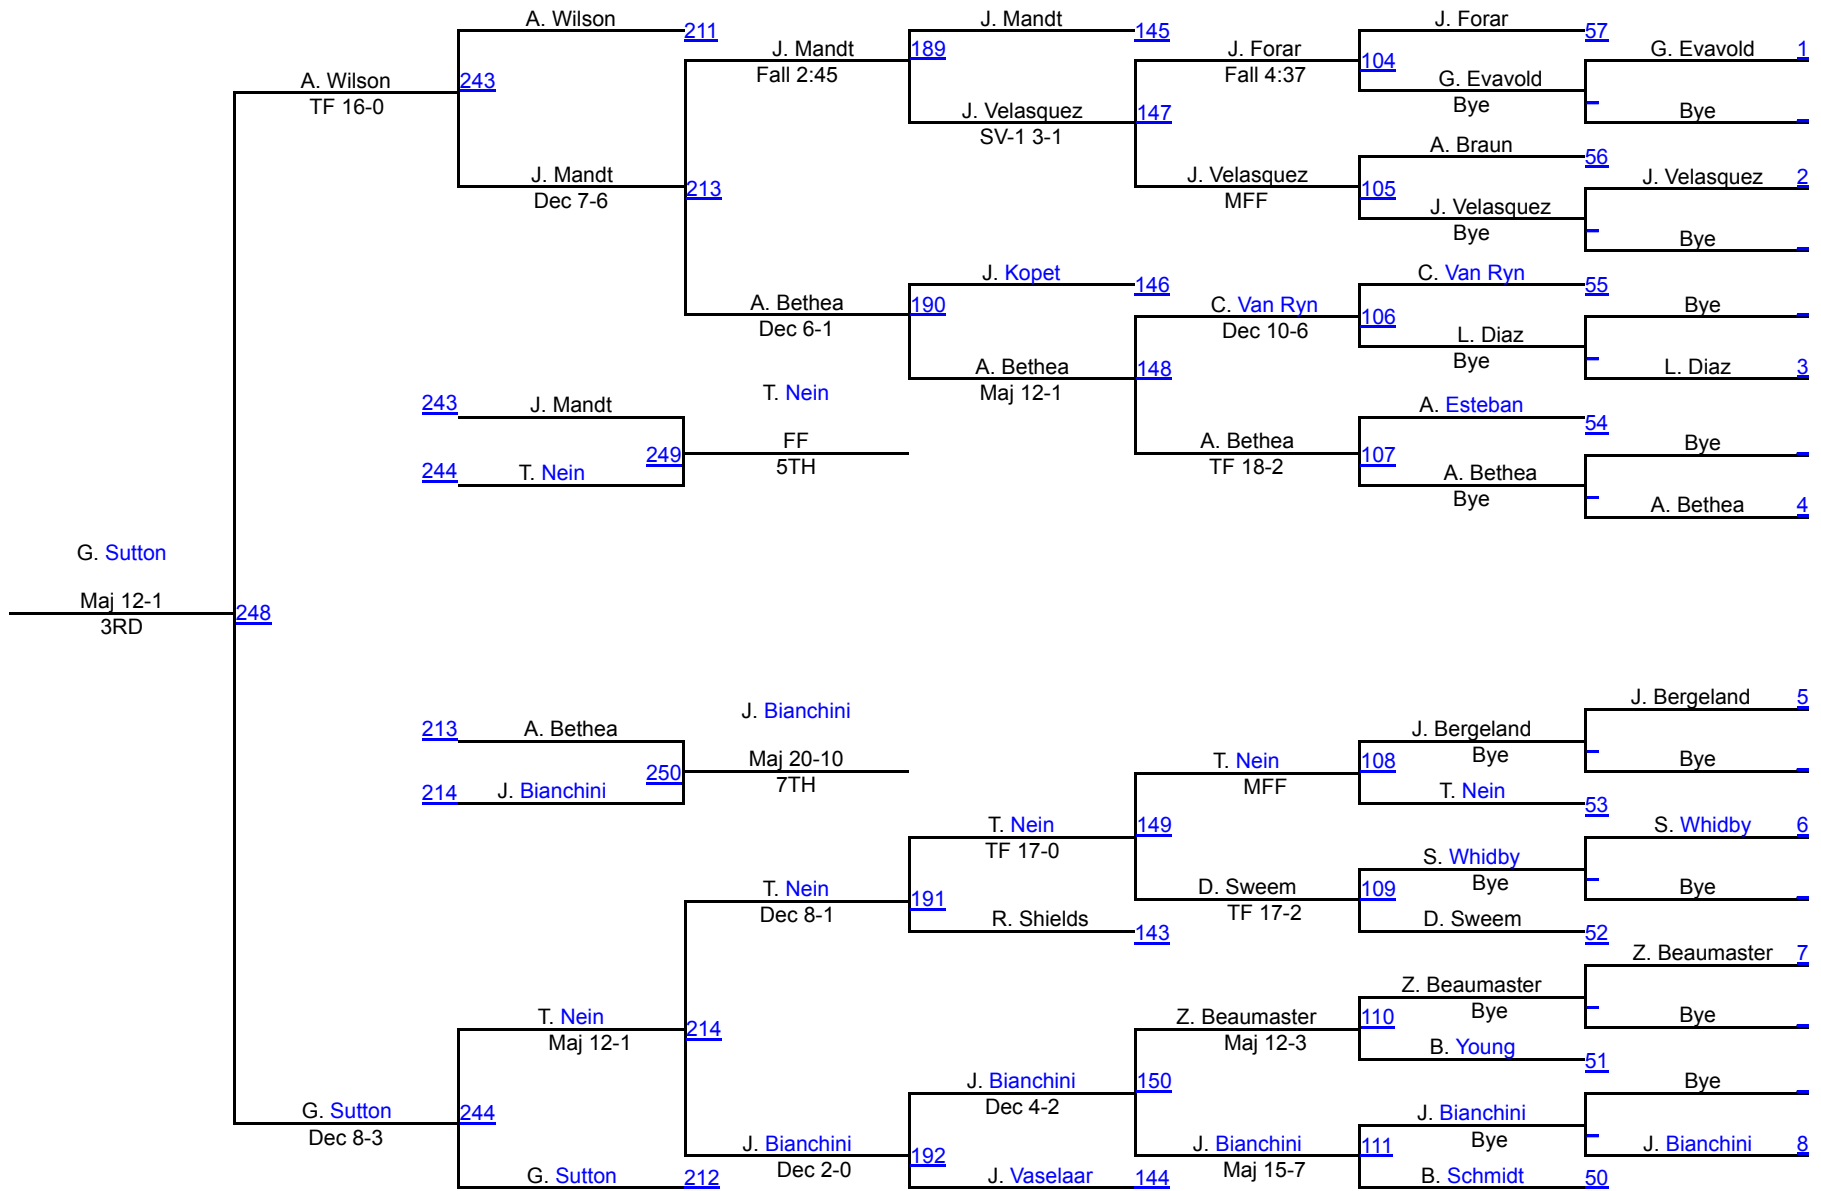 A. Wilson
211
J. Mandt
Fall 2:45
189
J. Mandt
145
J. Forar
Fall 4:37
104
J. Forar
57
G. Evavold
1
A. Wilson
TF 16-0
243
G. Evavold
Bye
Bye
J. Velasquez
SV-1 3-1
147
A. Braun
56
J. Mandt
Dec 7-6
213
J. Velasquez
MFF
105
J. Velasquez
2
J. Velasquez
Bye
Bye
J. Kopet
146
C. Van Ryn
55
A. Bethea
Dec 6-1
190
C. Van Ryn
Dec 10-6
106
Bye
L. Diaz
Bye
A. Bethea
Maj 12-1
148
L. Diaz
3
243
J. Mandt
T. Nein
A. Esteban
54
FF
5TH
249
A. Bethea
TF 18-2
107
Bye
244
T. Nein
A. Bethea
Bye
A. Bethea
4
G. Sutton
Maj 12-1
3RD
248
J. Bergeland
5
J. Bianchini
213
A. Bethea
J. Bergeland
Bye
Maj 20-10
7TH
250
T. Nein
MFF
108
Bye
214
J. Bianchini
T. Nein
53
T. Nein
TF 17-0
149
S. Whidby
6
S. Whidby
Bye
T. Nein
Dec 8-1
191
D. Sweem
TF 17-2
109
Bye
R. Shields
143
D. Sweem
52
Z. Beaumaster
7
Z. Beaumaster
Bye
T. Nein
Maj 12-1
214
Z. Beaumaster
Maj 12-3
110
Bye
B. Young
51
J. Bianchini
Dec 4-2
150
Bye
G. Sutton
Dec 8-3
244
J. Bianchini
Bye
J. Bianchini
Dec 2-0
192
J. Bianchini
Maj 15-7
111
J. Bianchini
8
G. Sutton
212
J. Vaselaar
144
B. Schmidt
50